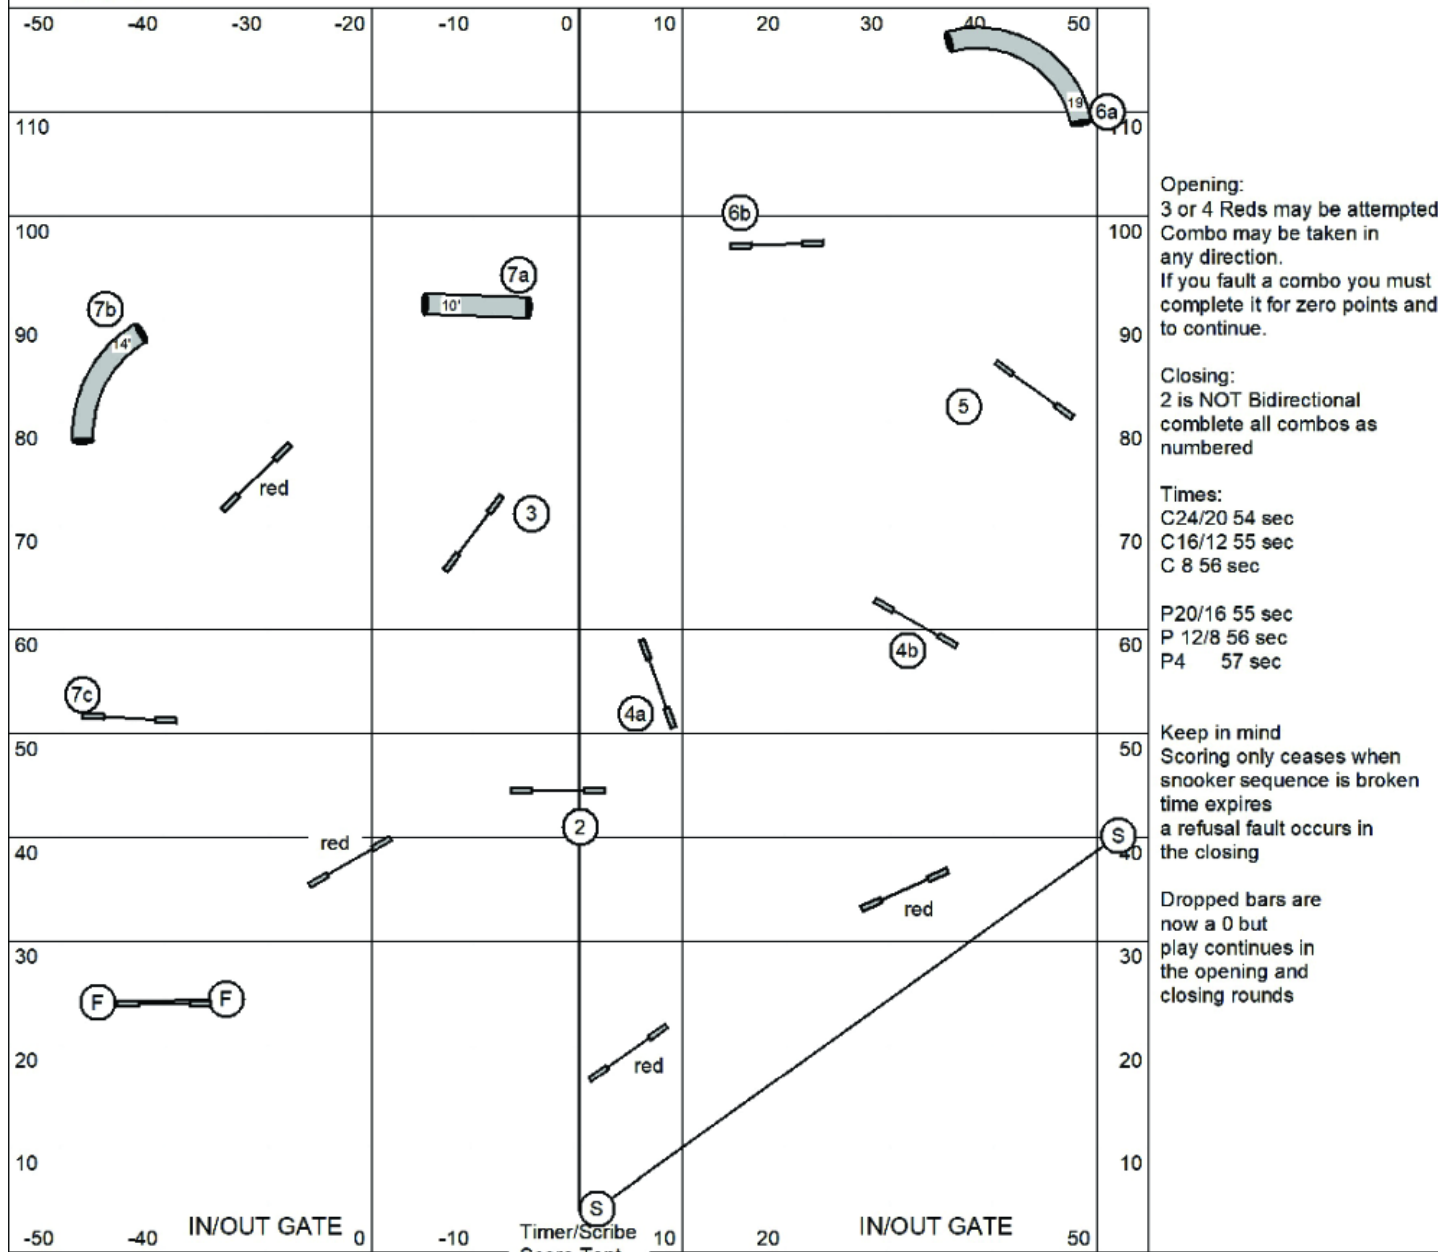 -50 -40 -30 -20 -10 0 10 20 30 40 50
19
6a
110 110
Opening:
3 or 4 Reds may be attempted
Combo may be taken in
any direction.
If you fault a combo you must
complete it for zero points and
to continue.
6b
100 100
7a
10'
7b
14'
90 90
Closing:
2 is NOT Bidirectional
comblete all combos as
numbered
5
80 80
red
3
Times:
C24/20 54 sec
C16/12 55 sec
C 8 56 sec
70 70
P20/16 55 sec
P 12/8 56 sec
P4 57 sec
60 60
4b
7c
4a
50 50
Keep in mind
Scoring only ceases when
snooker sequence is broken
time expires
a refusal fault occurs in
the closing
2
S
red
40 40
red
Dropped bars are
now a 0 but
play continues in
the opening and
closing rounds
30 30
F F
20 20
red
10 10
S
IN/OUT GATE IN/OUT GATE
Timer/Scribe
-50 -40 0 -10 10 20 50